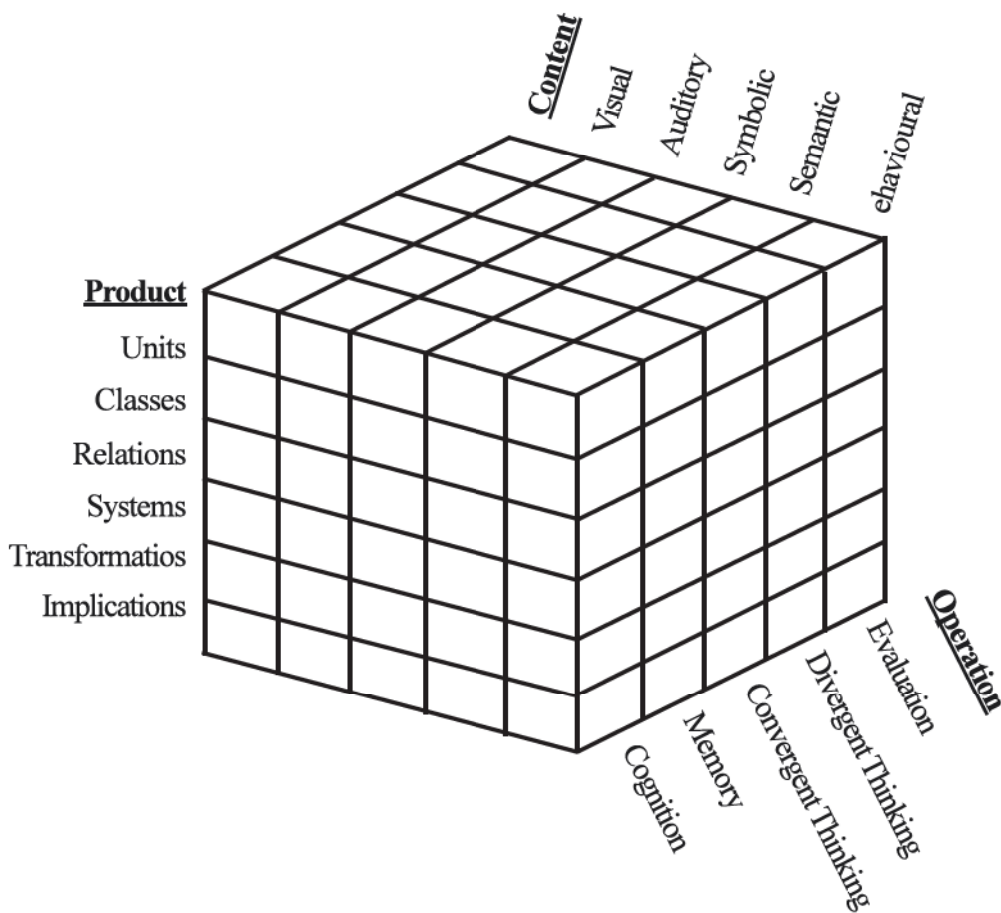 Content
Visual
Auditory
Symbolic
Semantic
ehavioural
Product
Units
Classes
Relations
Systems
Transformatios
Implications
Operation
Evaluation
Divergent Thinking
Convergent Thinking
Memory
Cognition